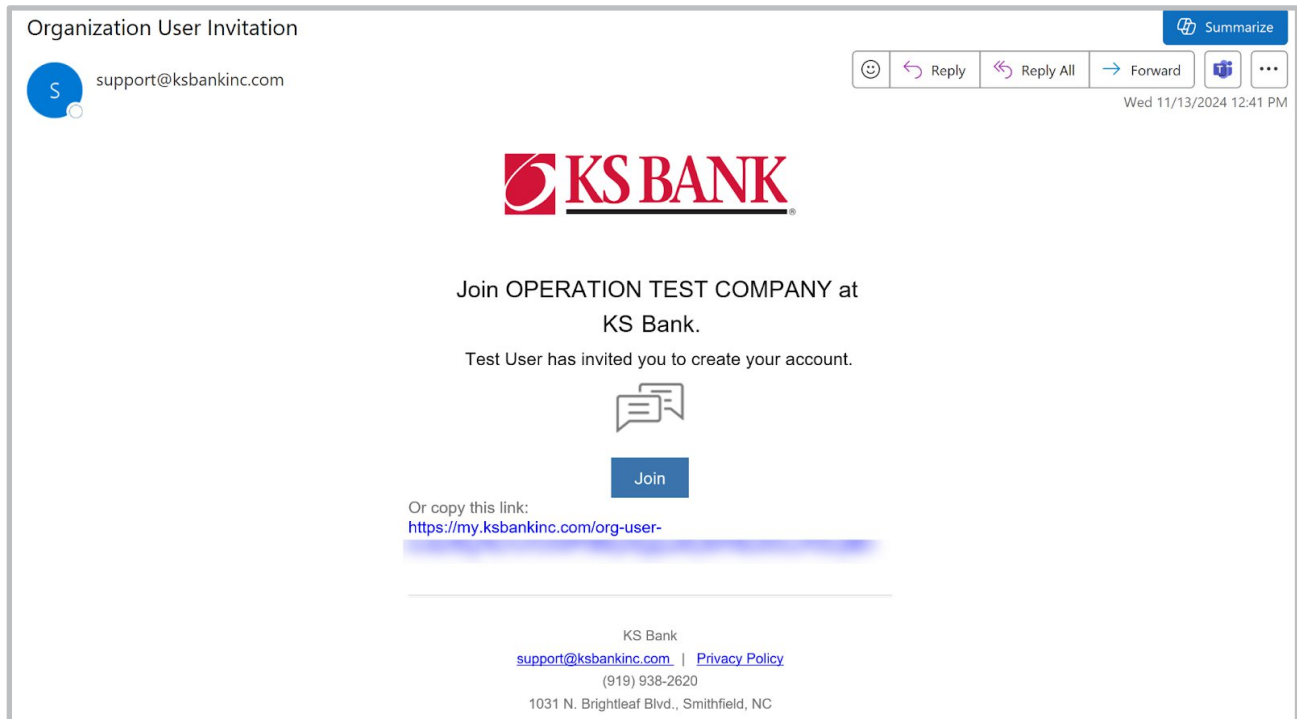 Organization User Invitation
Summarize
S
support@ksbankinc.com
Reply
Reply All
Forward
Wed 11/13/2024 12:41 PM
KS BANK®
Join OPERATION TEST COMPANY at
KS Bank.
Test User has invited you to create your account.
Join
Or copy this link:
https://my.ksbankinc.com/org-user-
KS Bank
support@ksbankinc.com | Privacy Policy
(919) 938-2620
1031 N. Brightleaf Blvd., Smithfield, NC